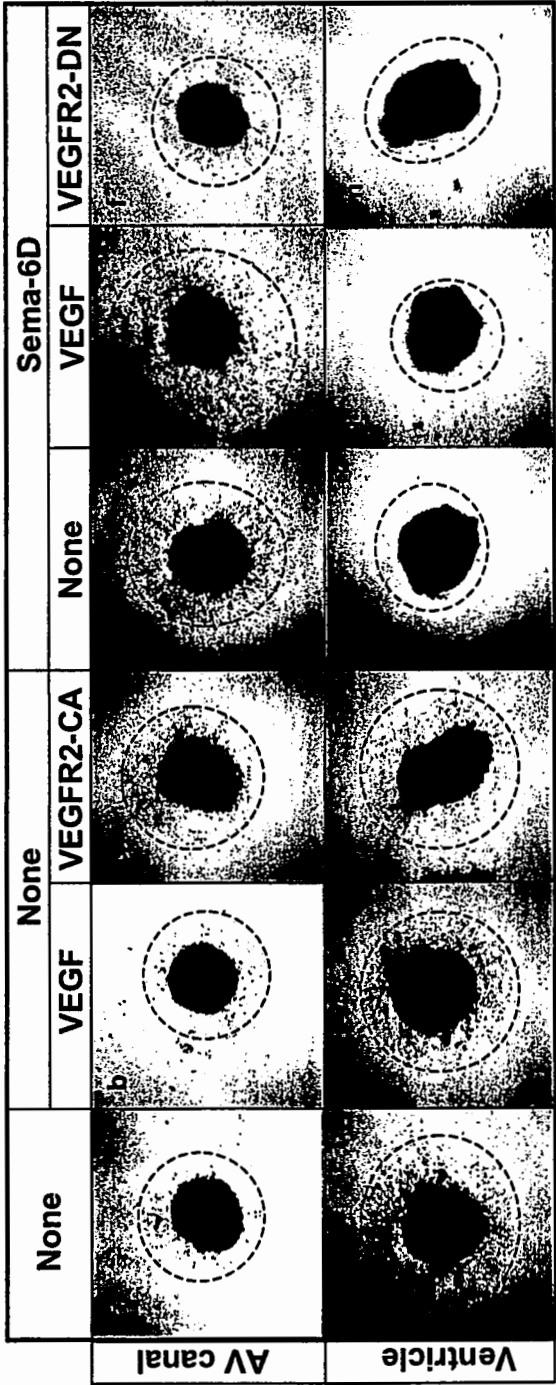 None None Sema-6D
VEGF VEGFR2-CA None VEGF VEGFR2-DN
AV canal
b
Ventricle